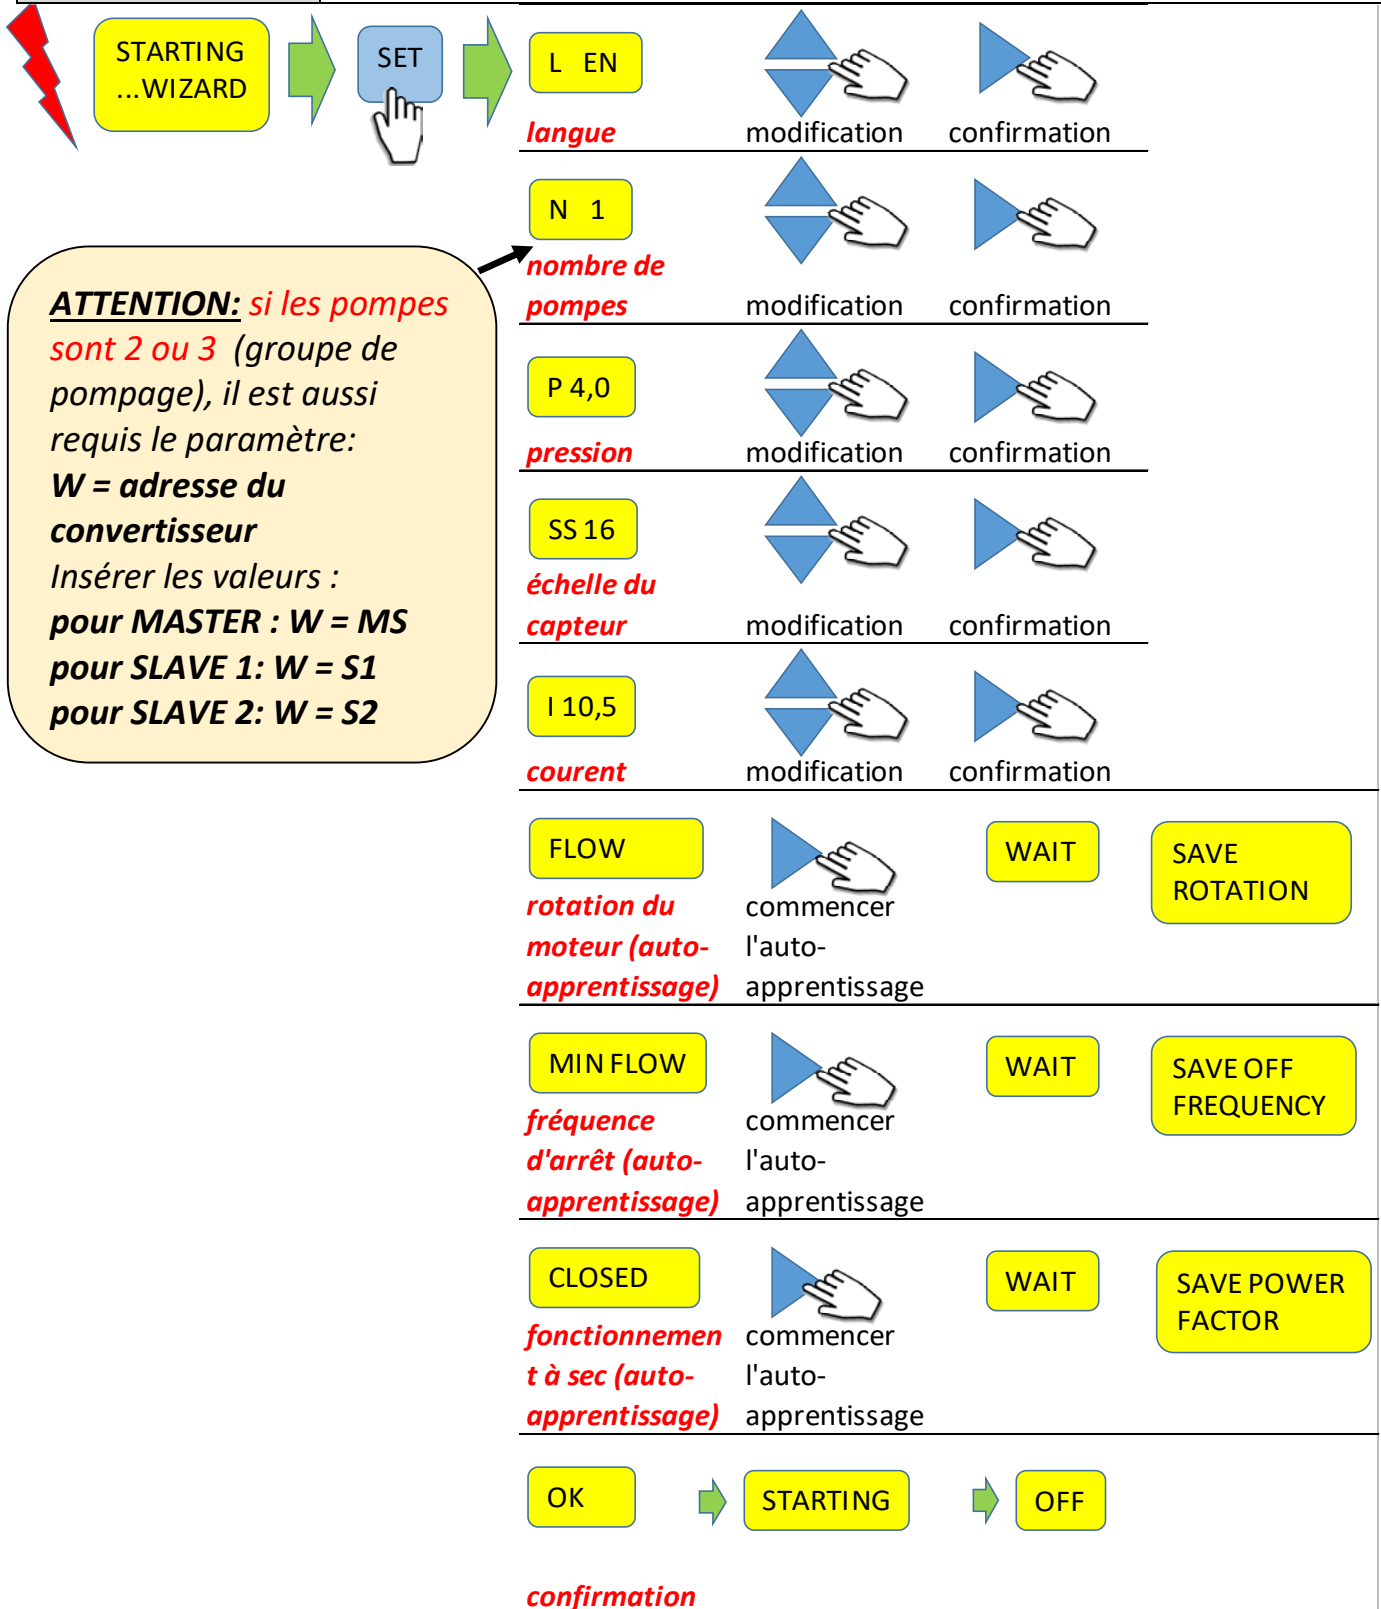 STARTING
...WIZARD
SET
L EN
langue
modification
confirmation
N 1
nombre de
pompes
modification
confirmation
ATTENTION: si les pompes
sont 2 ou 3 (groupe de
pompage), il est aussi
requis le paramètre:
W = adresse du
convertisseur
Insérer les valeurs :
pour MASTER : W = MS
pour SLAVE 1: W = S1
pour SLAVE 2: W = S2
P 4,0
pression
modification
confirmation
SS 16
échelle du
capteur
modification
confirmation
I 10,5
courent
modification
confirmation
FLOW
rotation du
moteur (auto-
apprentissage)
commencer
l'auto-
apprentissage
WAIT
SAVE
ROTATION
MIN FLOW
fréquence
d'arrêt (auto-
apprentissage)
commencer
l'auto-
apprentissage
WAIT
SAVE OFF
FREQUENCY
CLOSED
fonctionnemen
t à sec (auto-
apprentissage)
commencer
l'auto-
apprentissage
WAIT
SAVE POWER
FACTOR
OK
STARTING
OFF
confirmation